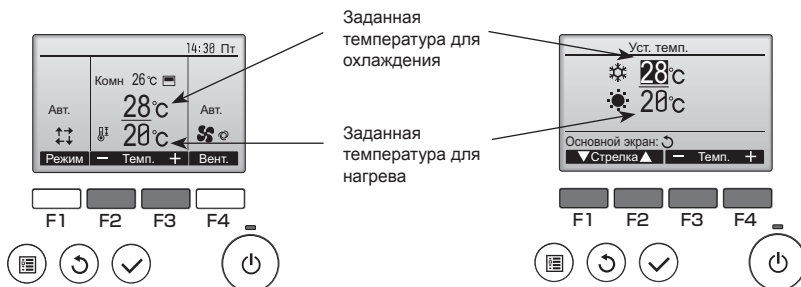 14:30 Пт
Комн 26°C
Авт.
28°C
Авт.
20°C
Режим − Темп. + Вент.
F1 F2 F3 F4
Заданная
температура для
охлаждения
Заданная
температура для
нагрева
Уст. темп.
28°C
20°C
Основной экран:
▼Стрелка▲ − Темп. +
F1 F2 F3 F4